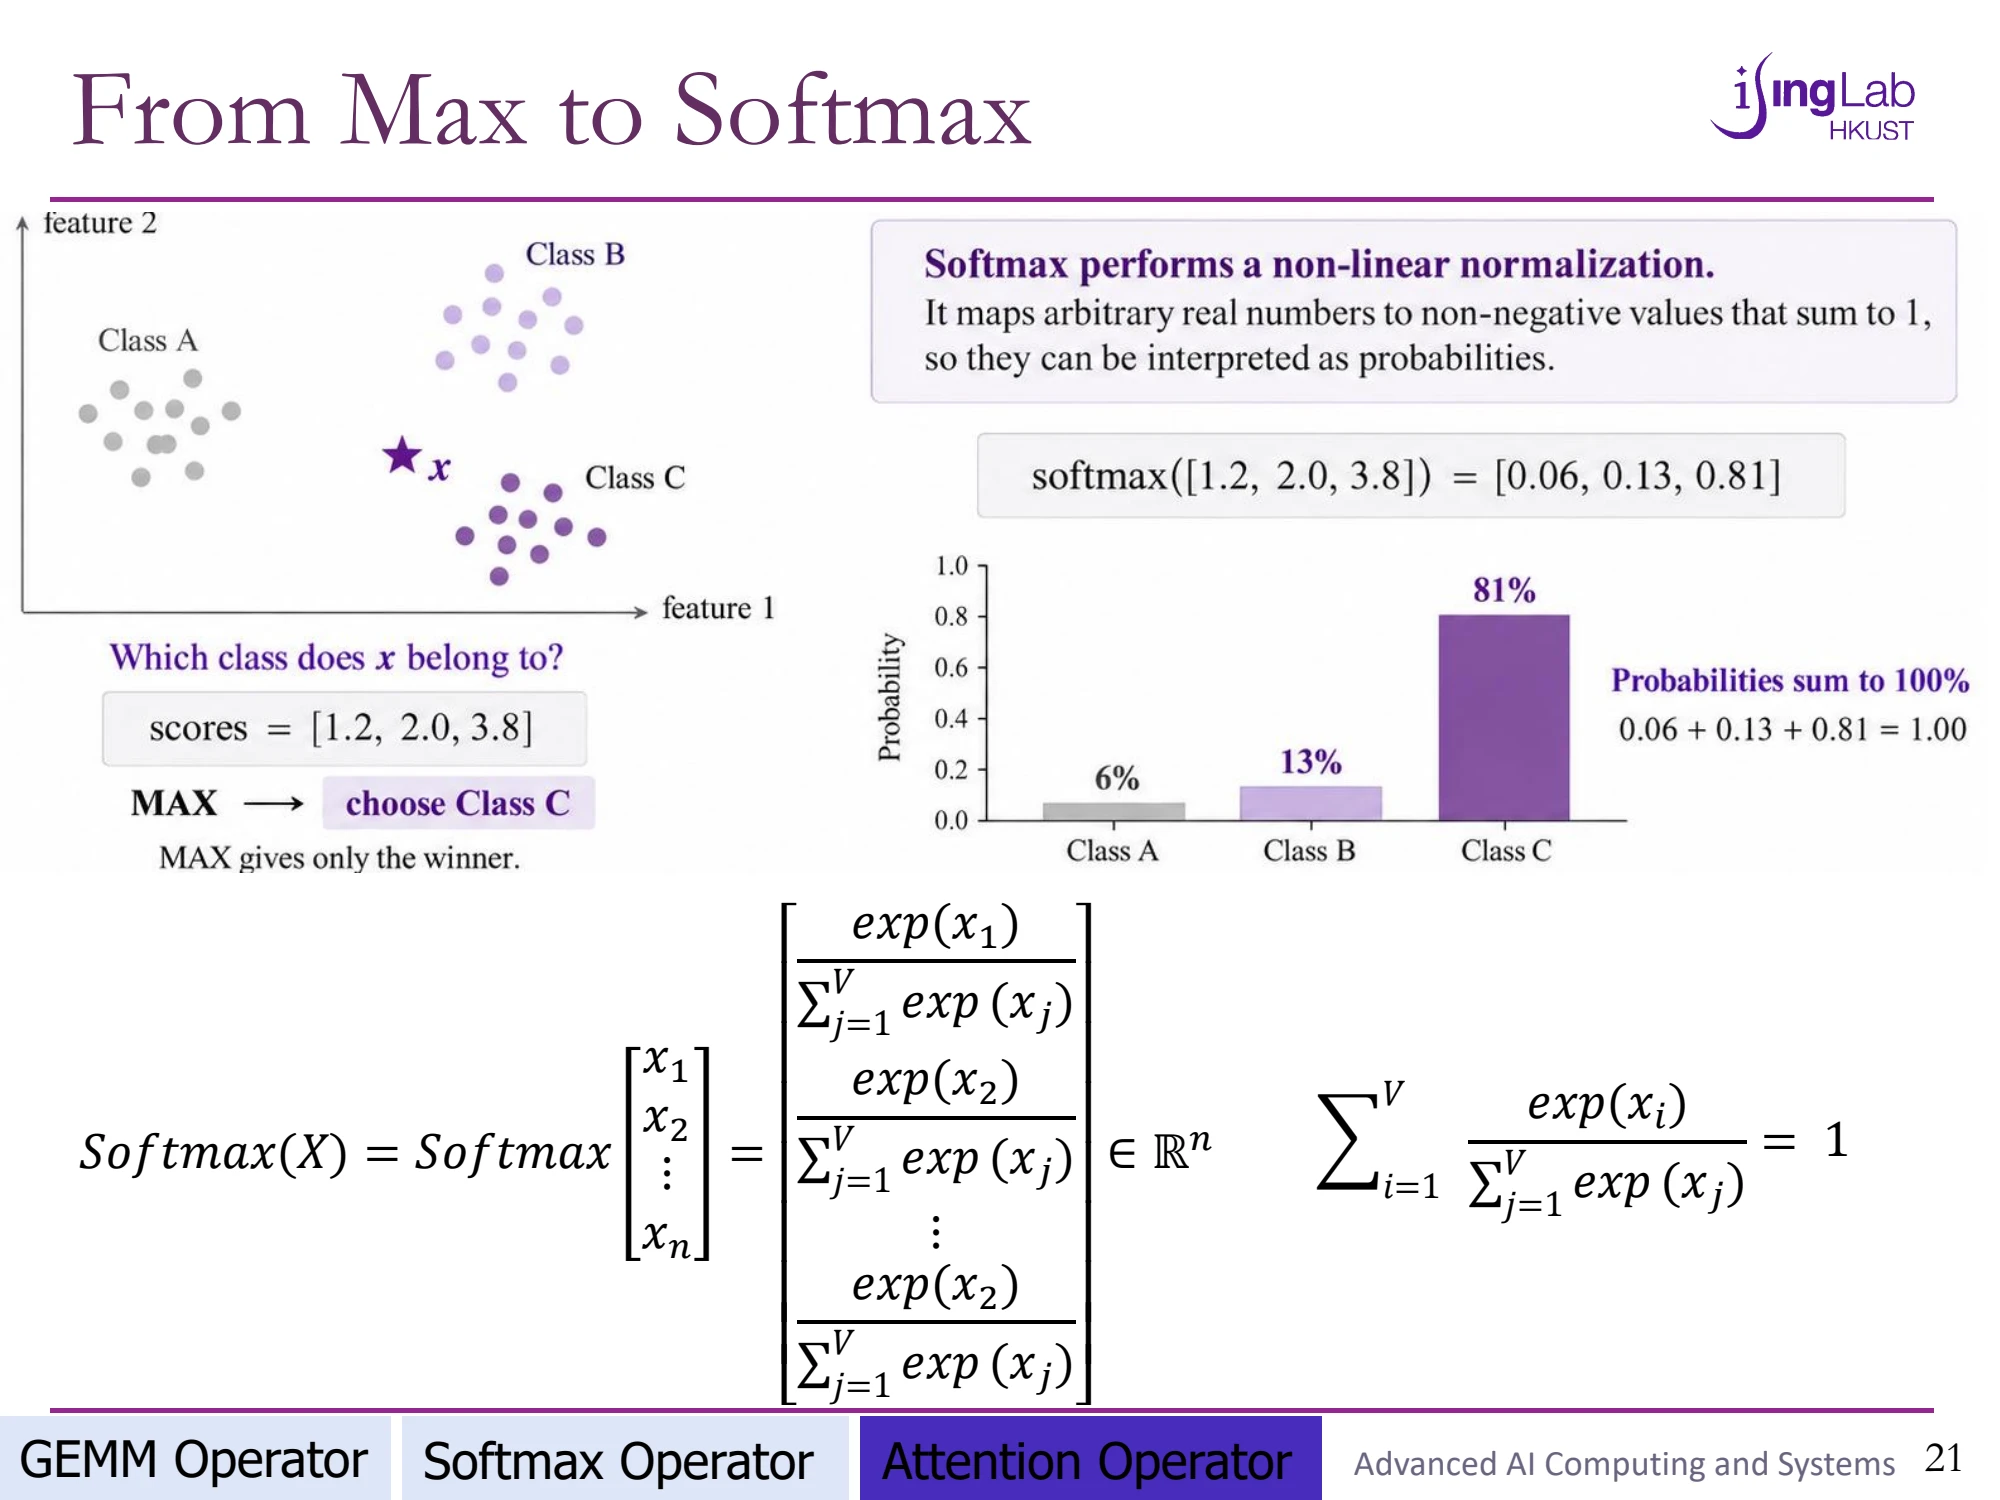 From Max to Softmax
iSingLab
HKUST
feature 2
Class B
Class A
x
Class C
feature 1
Which class does x belong to?
scores = [1.2, 2.0, 3.8]
MAX ⟶ choose Class C
MAX gives only the winner.
Softmax performs a non-linear normalization.
It maps arbitrary real numbers to non-negative values that sum to 1,
so they can be interpreted as probabilities.
softmax([1.2, 2.0, 3.8]) = [0.06, 0.13, 0.81]
Probability
1.0
0.8
0.6
0.4
0.2
0.0
6%
13%
81%
Class A
Class B
Class C
Probabilities sum to 100%
0.06 + 0.13 + 0.81 = 1.00
Softmax(X) = Softmax [x₁ x₂ ⋮ xₙ] = [exp(x₁) / ∑_{j=1}^{V} exp (x_j) exp(x₂) / ∑_{j=1}^{V} exp (x_j) ⋮ exp(x₂) / ∑_{j=1}^{V} exp (x_j)] ∈ ℝⁿ
∑_{i=1}^{V} exp(x_i) / ∑_{j=1}^{V} exp (x_j) = 1
GEMM Operator
Softmax Operator
Attention Operator
Advanced AI Computing and Systems
21